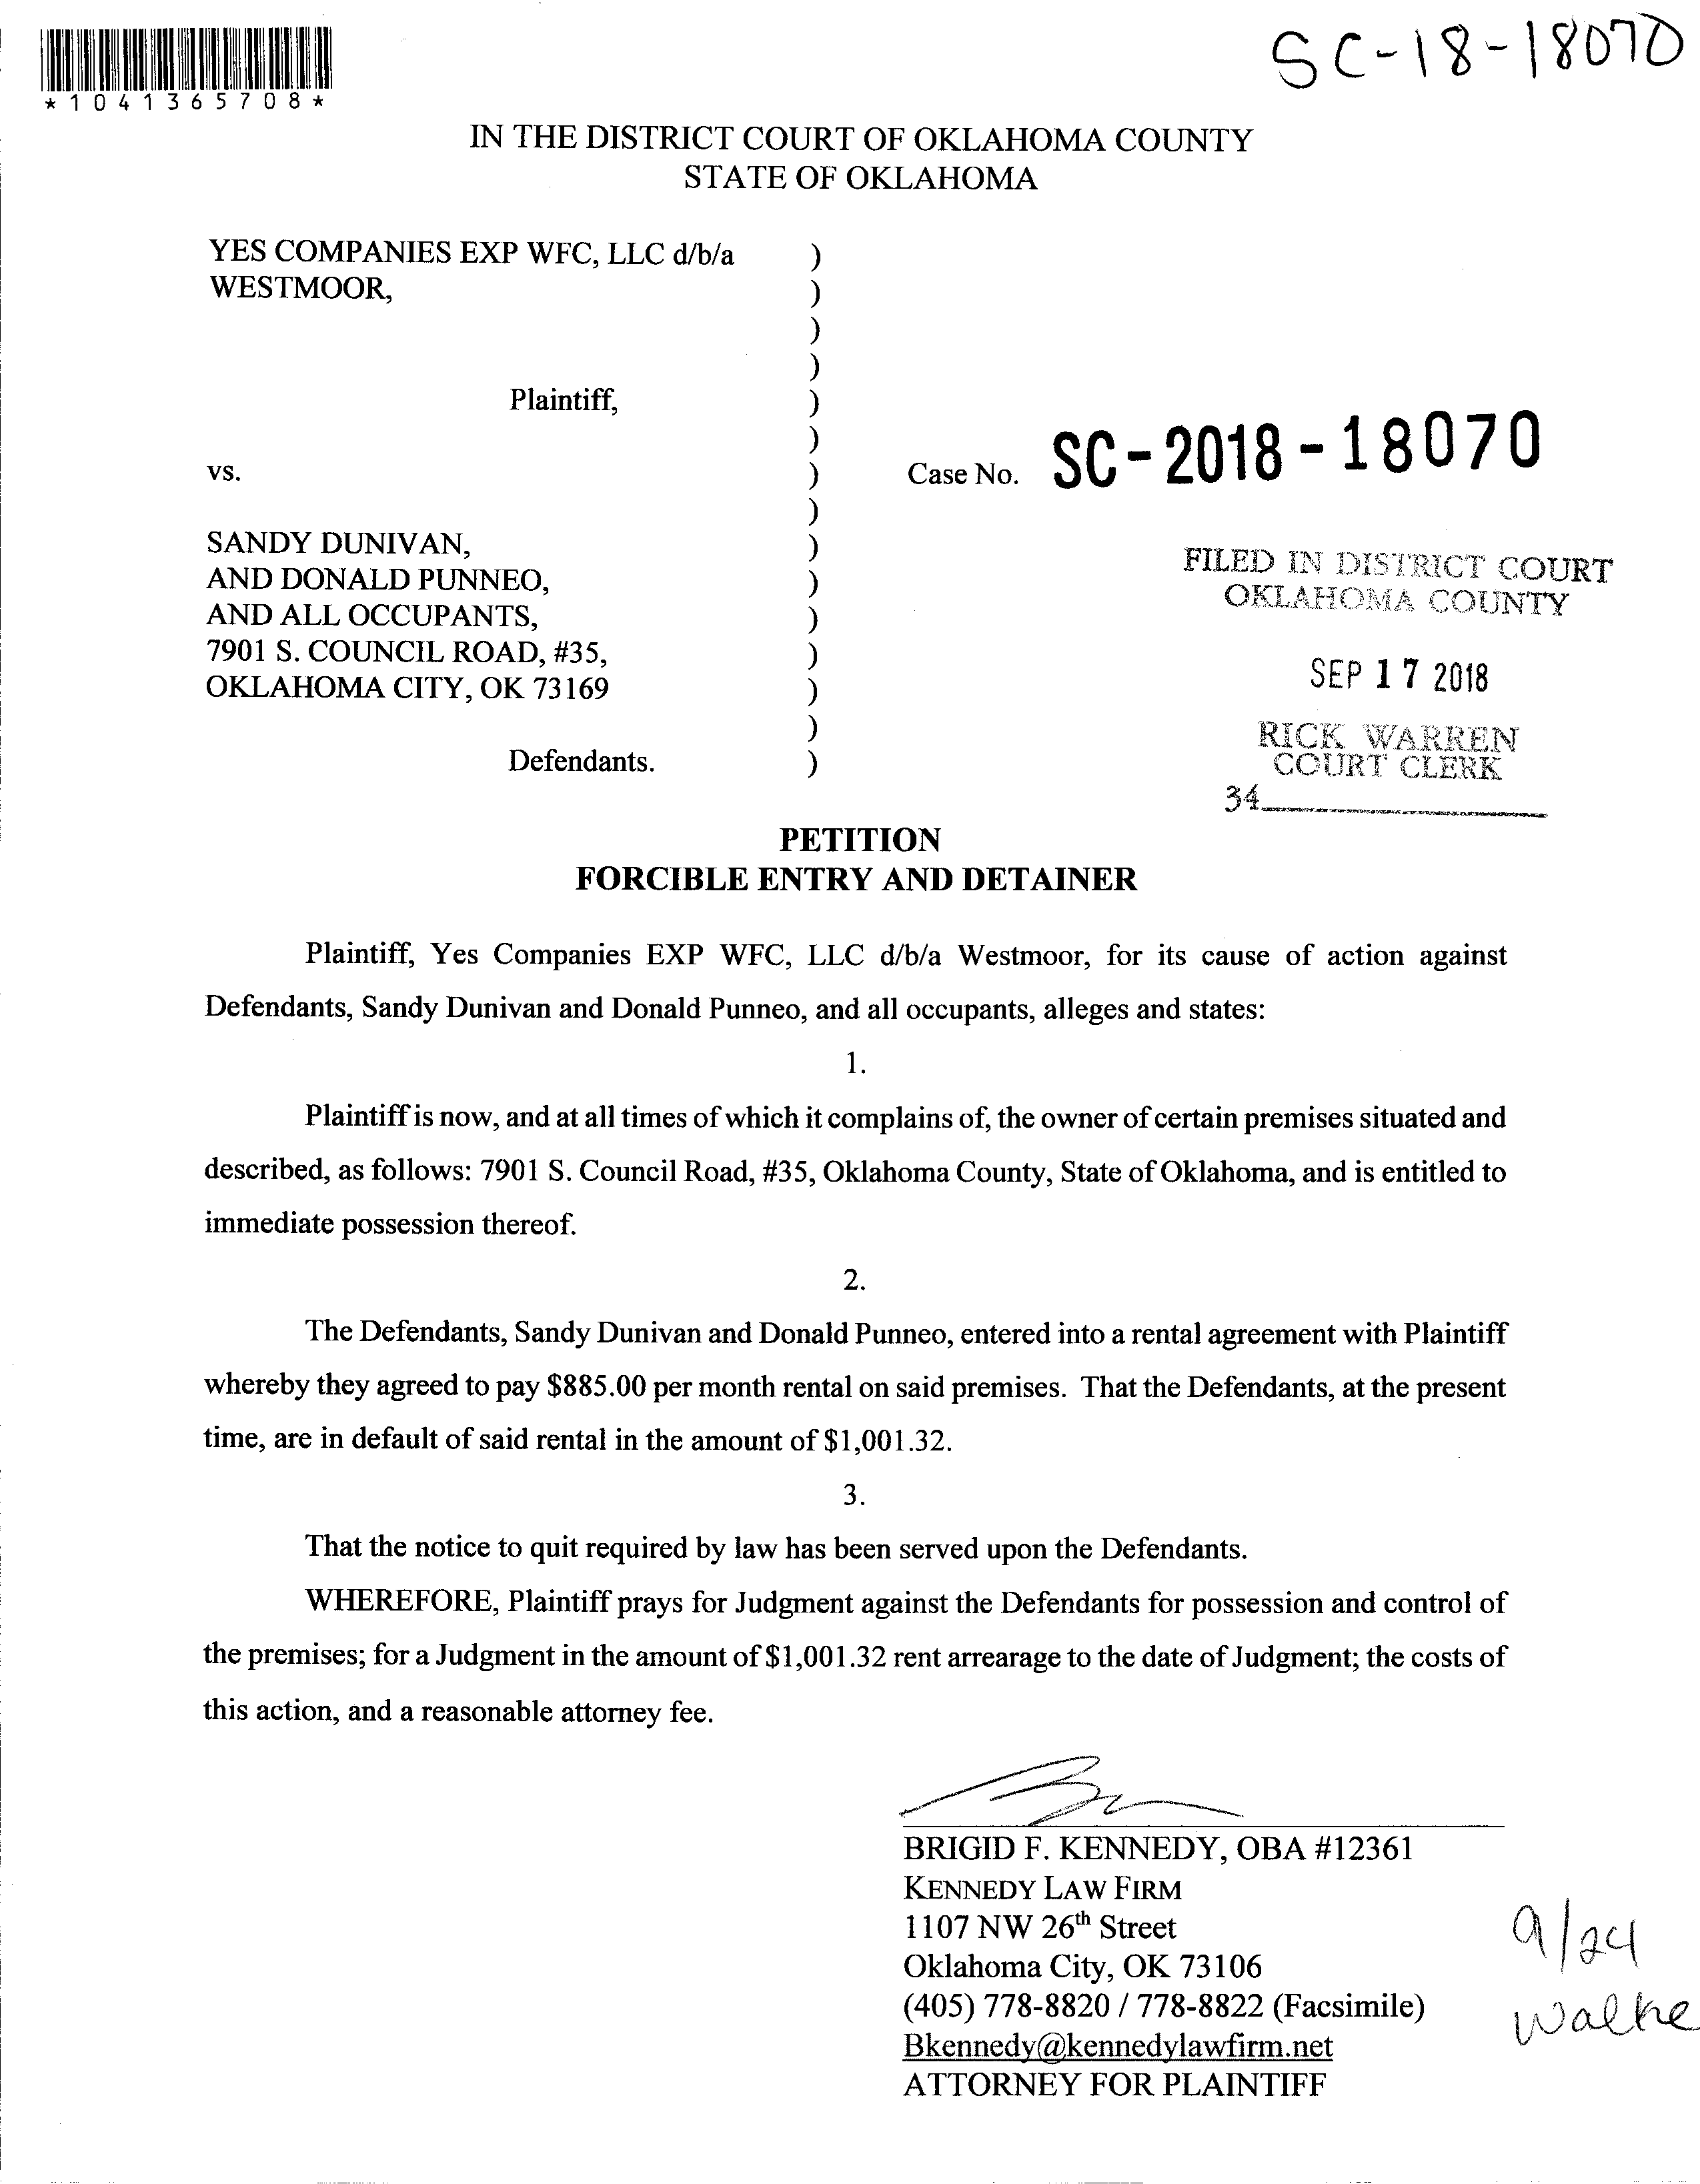 SC-18-18070
*1041365708*
IN THE DISTRICT COURT OF OKLAHOMA COUNTY
STATE OF OKLAHOMA
YES COMPANIES EXP WFC, LLC d/b/a )
WESTMOOR, )
)
)
Plaintiff, )
)
vs. ) Case No. SC-2018-18070
)
SANDY DUNIVAN, )
AND DONALD PUNNEO, )
AND ALL OCCUPANTS, )
7901 S. COUNCIL ROAD, #35, )
OKLAHOMA CITY, OK 73169 )
)
Defendants. )
FILED IN DISTRICT COURT
OKLAHOMA COUNTY
SEP 17 2018
RICK WARREN
COURT CLERK
34
PETITION
FORCIBLE ENTRY AND DETAINER
Plaintiff, Yes Companies EXP WFC, LLC d/b/a Westmoor, for its cause of action against
Defendants, Sandy Dunivan and Donald Punneo, and all occupants, alleges and states:
1.
Plaintiff is now, and at all times of which it complains of, the owner of certain premises situated and
described, as follows: 7901 S. Council Road, #35, Oklahoma County, State of Oklahoma, and is entitled to
immediate possession thereof.
2.
The Defendants, Sandy Dunivan and Donald Punneo, entered into a rental agreement with Plaintiff
whereby they agreed to pay $885.00 per month rental on said premises. That the Defendants, at the present
time, are in default of said rental in the amount of $1,001.32.
3.
That the notice to quit required by law has been served upon the Defendants.
WHEREFORE, Plaintiff prays for Judgment against the Defendants for possession and control of
the premises; for a Judgment in the amount of $1,001.32 rent arrearage to the date of Judgment; the costs of
this action, and a reasonable attorney fee.
BRIGID F. KENNEDY, OBA #12361
KENNEDY LAW FIRM
1107 NW 26th Street
Oklahoma City, OK 73106
(405) 778-8820 / 778-8822 (Facsimile)
Bkennedy@kennedylawfirm.net
ATTORNEY FOR PLAINTIFF
9/24